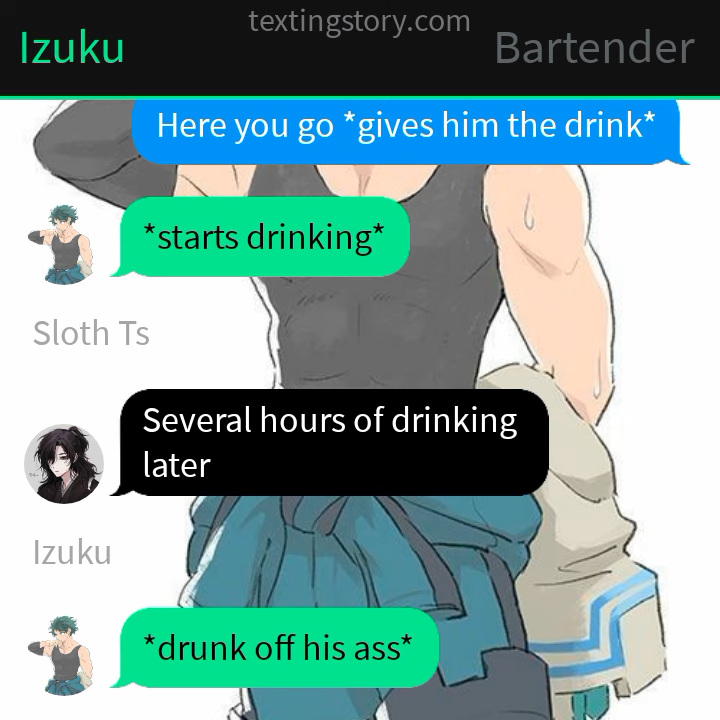 textingstory.com
Izuku
Bartender
Here you go *gives him the drink*
*starts drinking*
Sloth Ts
Several hours of drinking
later
Izuku
*drunk off his ass*